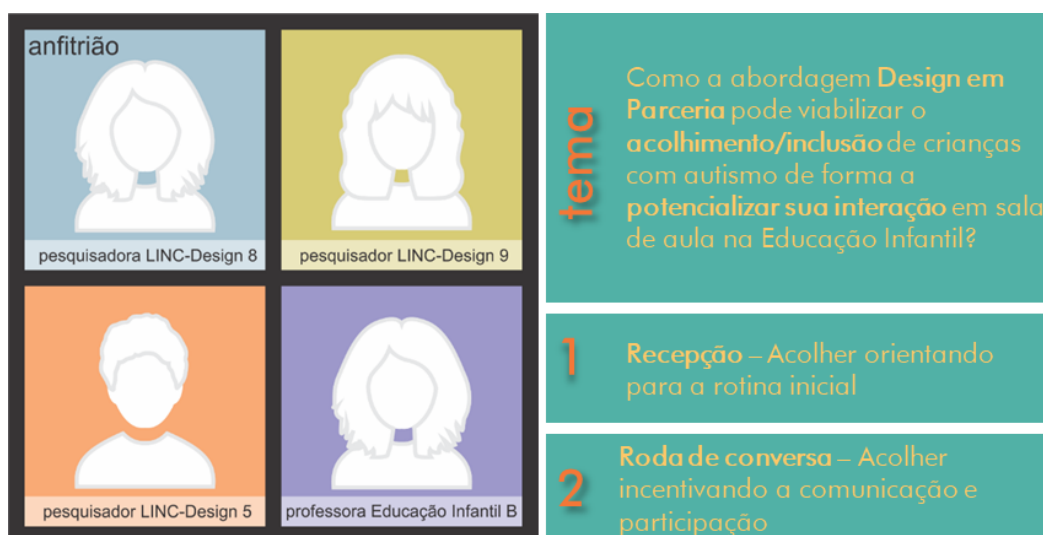 anfitrião
pesquisadora LINC-Design 8
pesquisador LINC-Design 9
pesquisador LINC-Design 5
professora Educação Infantil B
tema
Como a abordagem Design em
Parceria pode viabilizar o
acolhimento/inclusão de crianças
com autismo de forma a
potencializar sua interação em sala
de aula na Educação Infantil?
1
Recepção – Acolher orientando
para a rotina inicial
2
Roda de conversa – Acolher
incentivando a comunicação e
participação